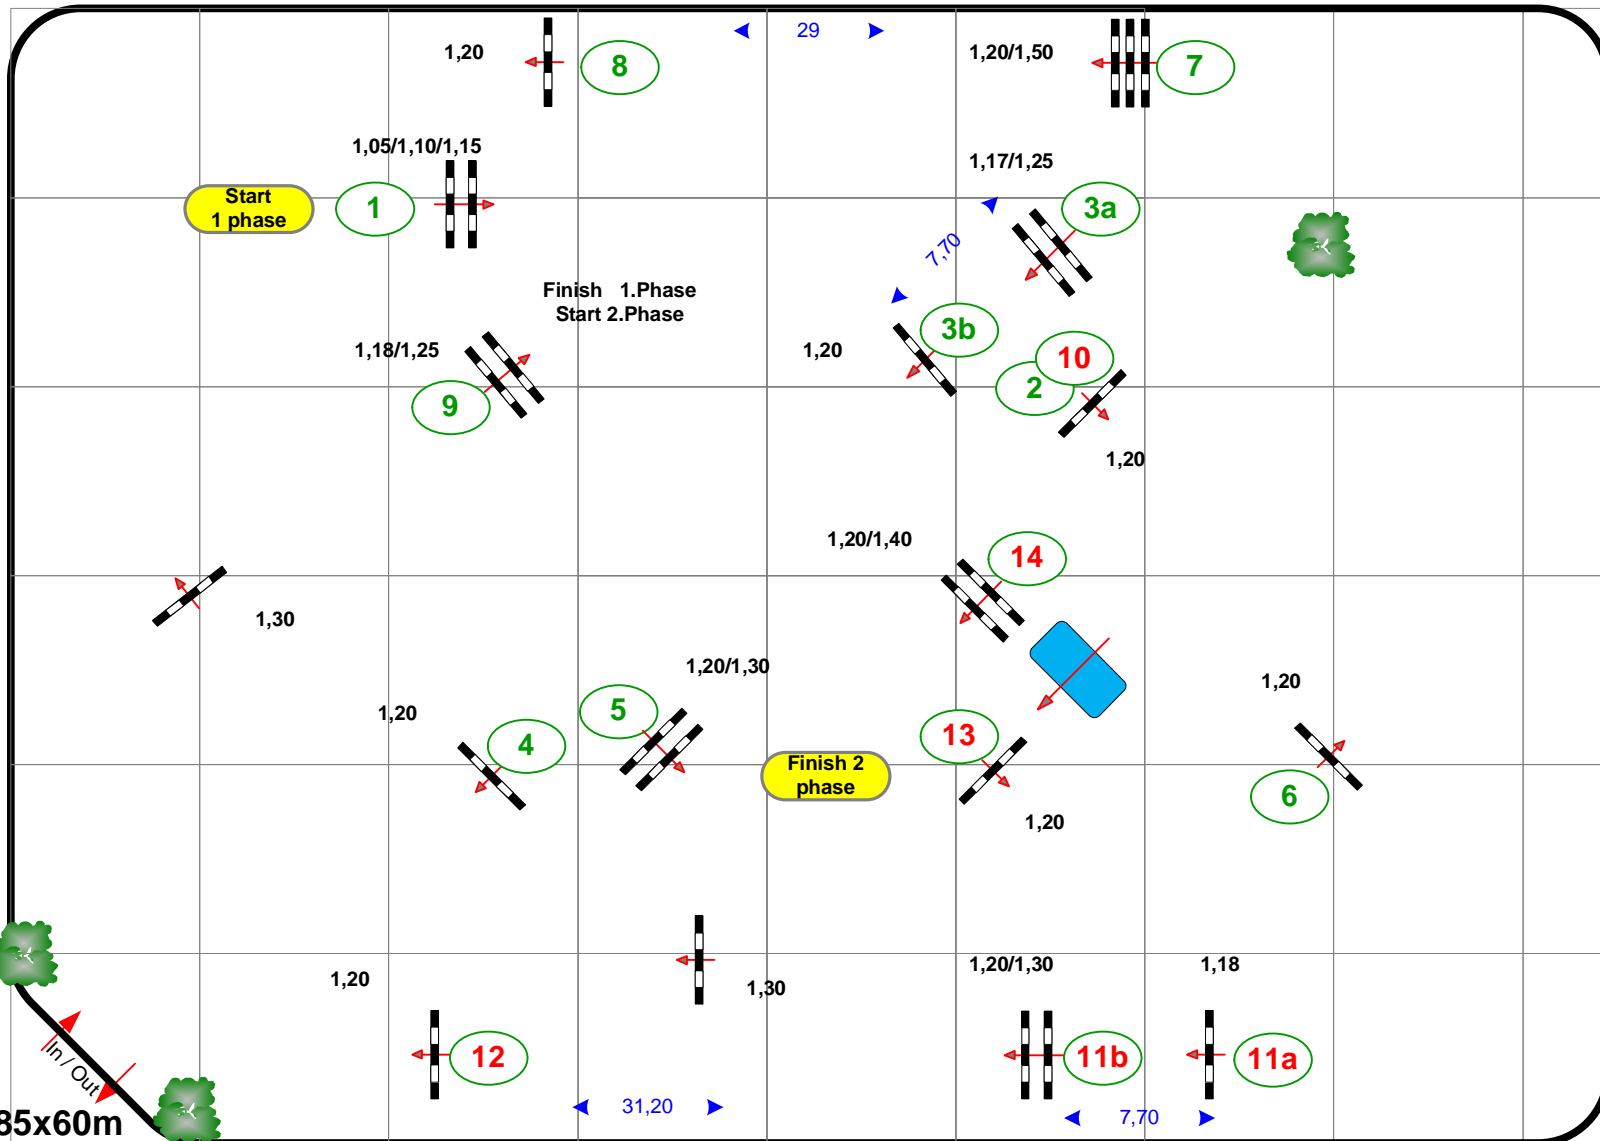 1,20
8
29
1,20/1,50
7
1,05/1,10/1,15
1,17/1,25
Start
1 phase
1
3a
7,70
Finish 1.Phase
Start 2.Phase
3b
1,18/1,25
1,20
10
2
9
1,20
1,20/1,40
14
1,30
1,20/1,30
1,20
1,20
5
4
13
Finish 2
phase
6
1,20
1,20
1,30
1,20/1,30
1,18
12
11b
11a
In / Out
31,20
7,70
85x60m